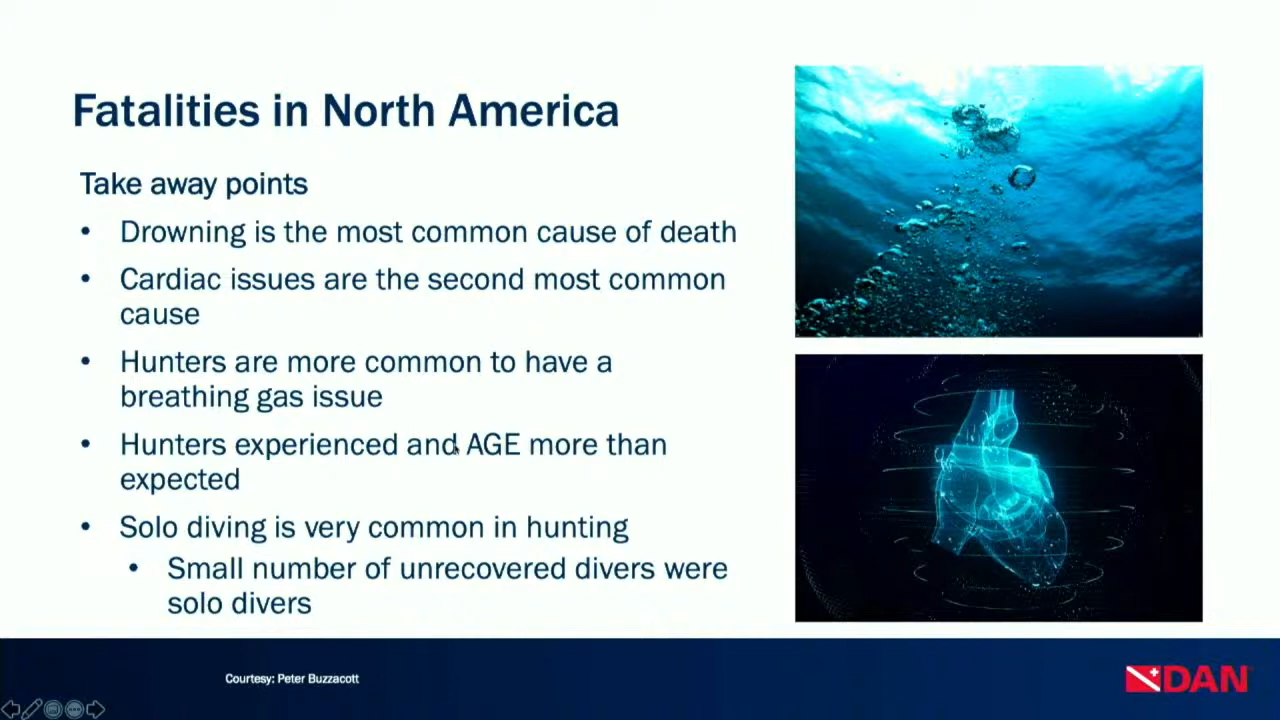 Fatalities in North America
Take away points
• Drowning is the most common cause of death
• Cardiac issues are the second most common
cause
• Hunters are more common to have a
breathing gas issue
• Hunters experienced and AGE more than
expected
• Solo diving is very common in hunting
• Small number of unrecovered divers were
solo divers
Courtesy: Peter Buzzacott
DAN